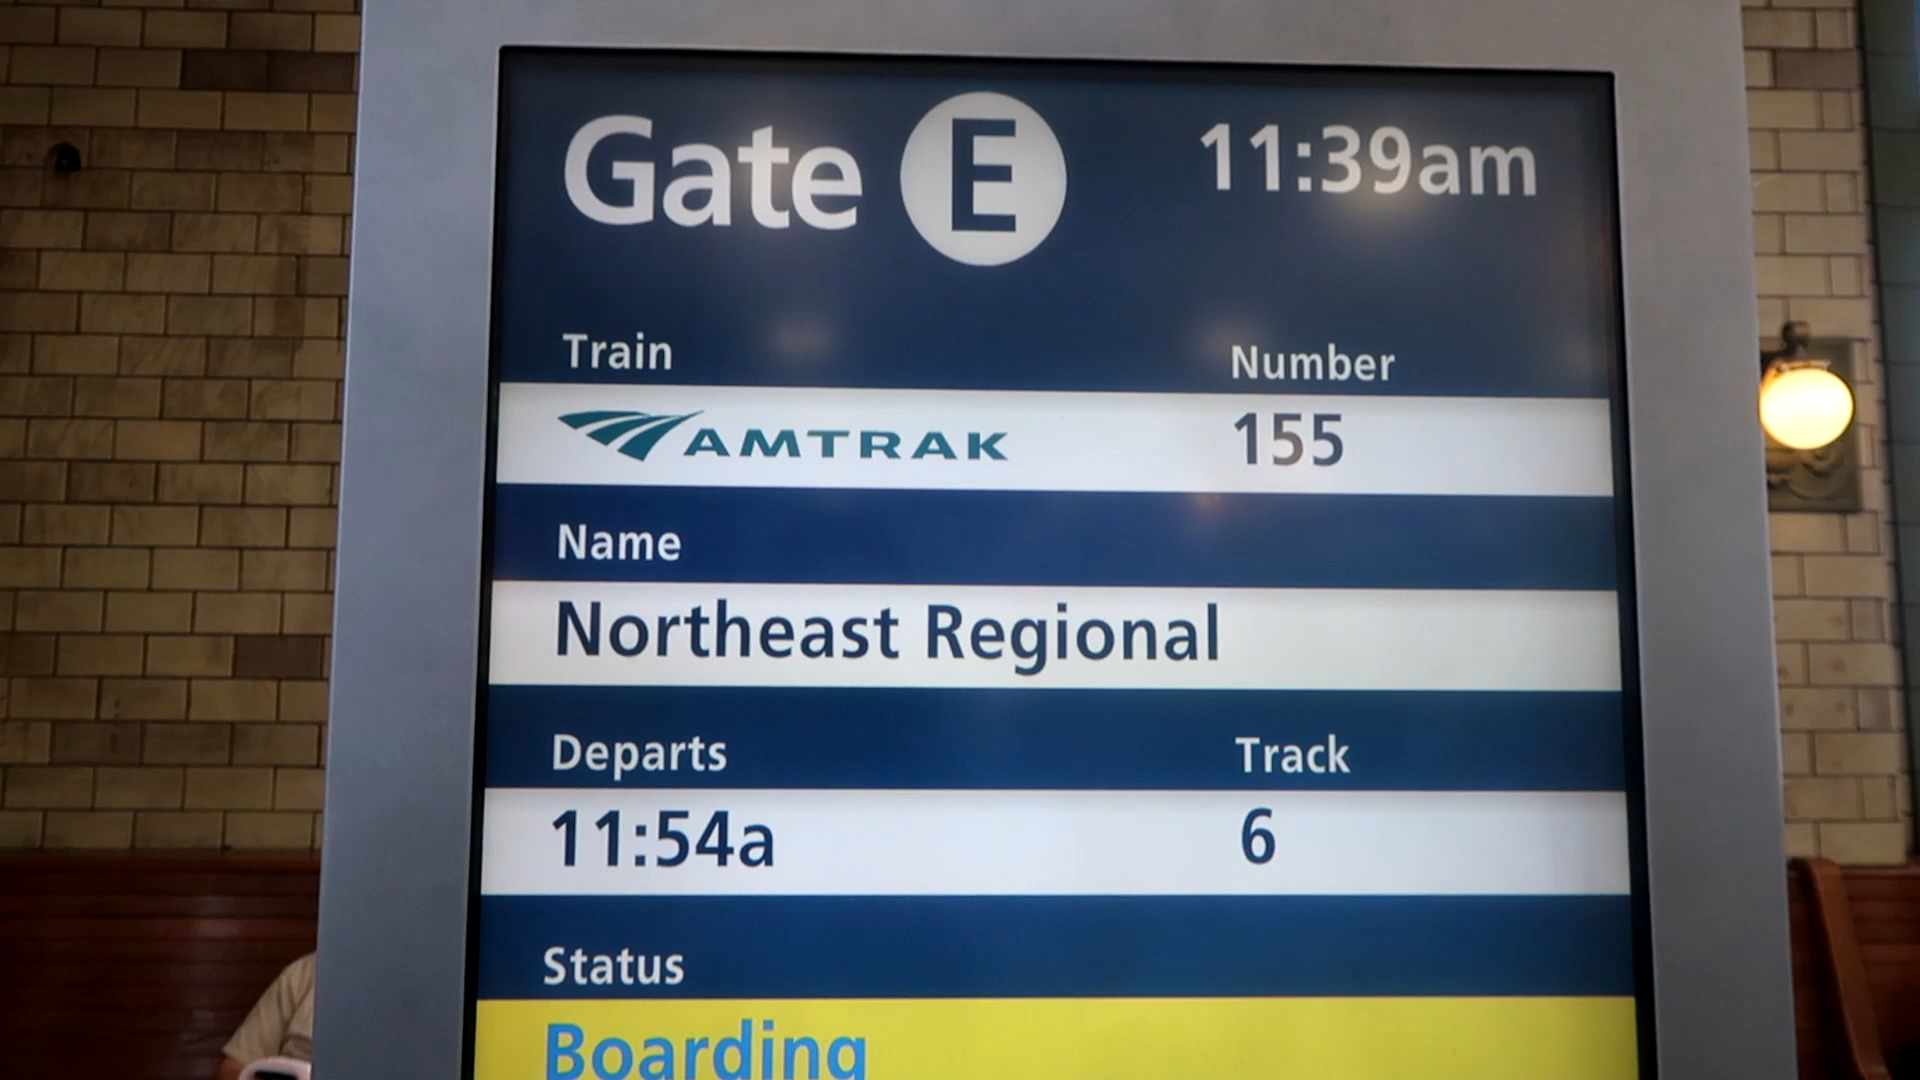 Gate E 11:39am
Train Number
AMTRAK 155
Name
Northeast Regional
Departs Track
11:54a 6
Status
Boarding